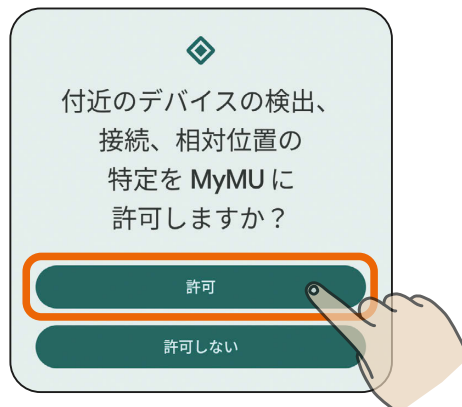 付近のデバイスの検出、
接続、相対位置の
特定を MyMU に
許可しますか？
許可
許可しない